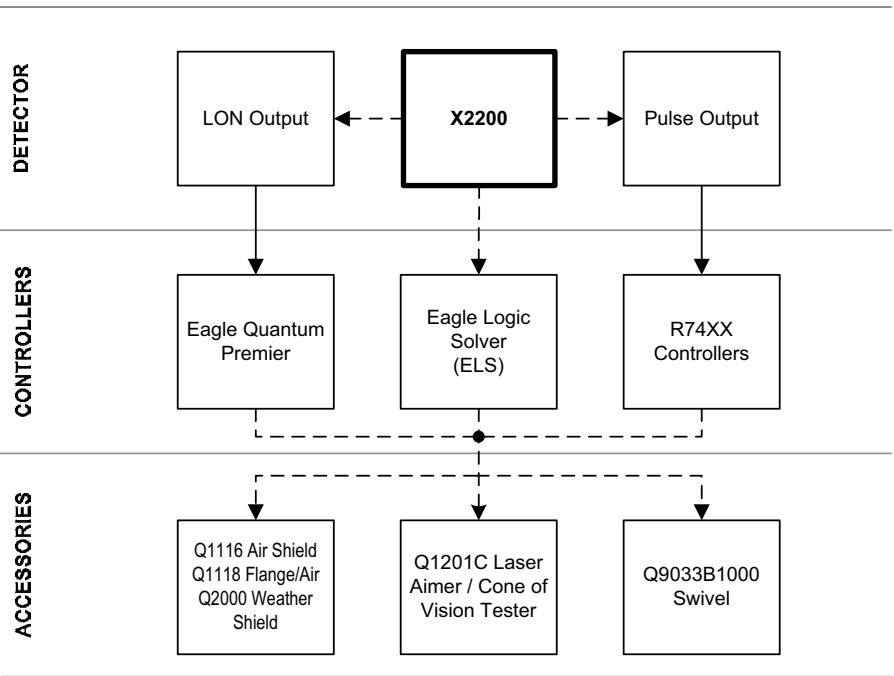 DETECTOR
LON Output
X2200
Pulse Output
CONTROLLERS
Eagle Quantum
Premier
Eagle Logic
Solver
(ELS)
R74XX
Controllers
ACCESSORIES
Q1116 Air Shield
Q1118 Flange/Air
Q2000 Weather
Shield
Q1201C Laser
Aimer / Cone of
Vision Tester
Q9033B1000
Swivel